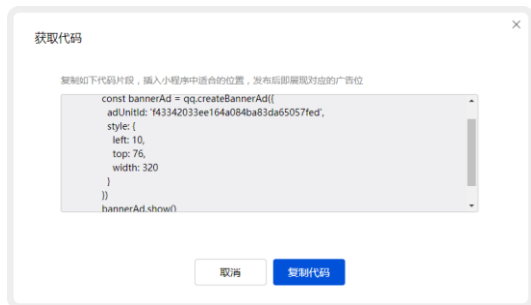 获取代码
复制如下代码片段，插入小程序中适合的位置，发布后即展现对应的广告位
const bannerAd = qq.createBannerAd({
adUnitId: 'f43342033ee164a084ba83da65057fed',
style: {
left: 10,
top: 76,
width: 320
}
})
bannerAd.show()
取消
复制代码